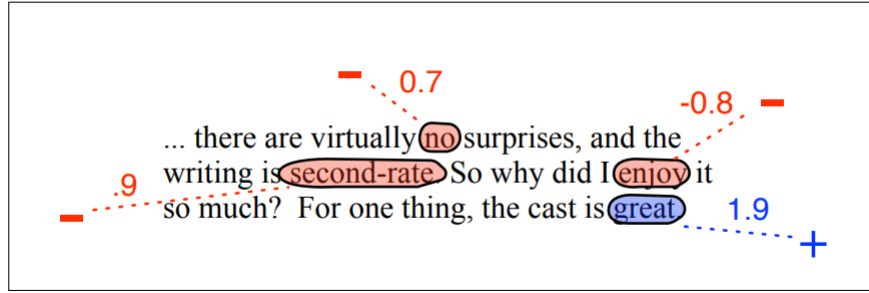 − 0.7
-0.8 −
... there are virtually no surprises, and the
writing is second-rate. So why did I enjoy it
.9
− so much?  For one thing, the cast is great.
1.9
+